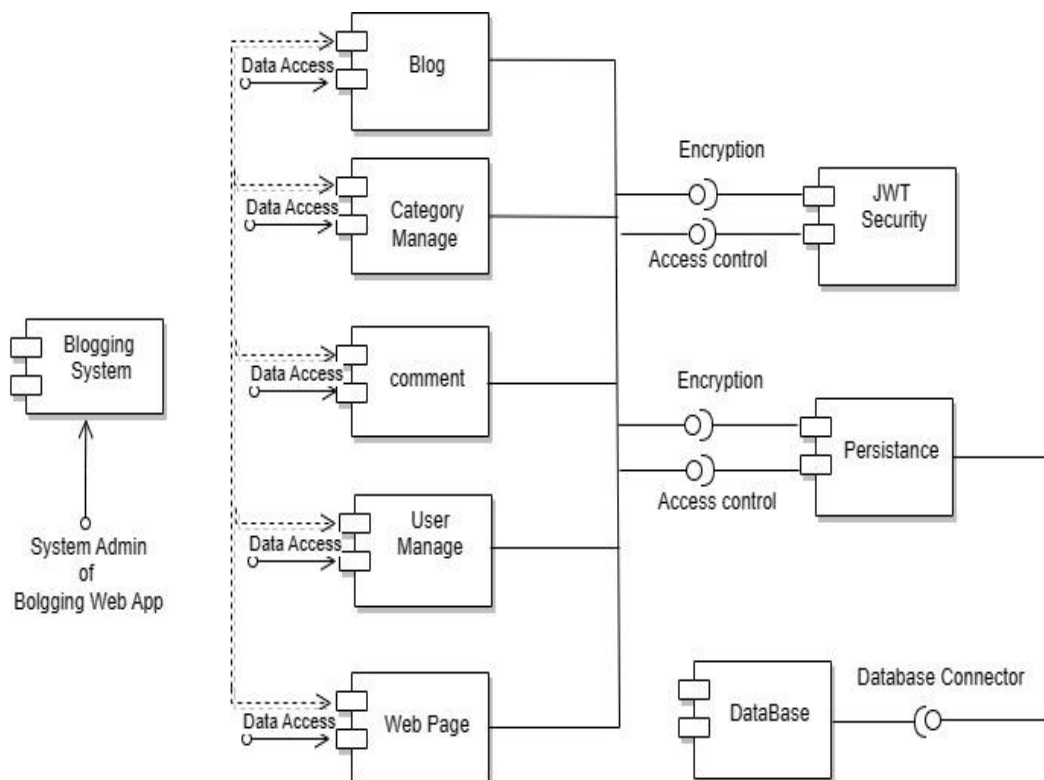 Data Access
Blog
Data Access
Category
Manage
Data Access
comment
Data Access
User
Manage
Data Access
Web Page
Blogging
System
System Admin
of
Bolgging Web App
Encryption
JWT
Security
Access control
Encryption
Persistance
Access control
DataBase
Database Connector